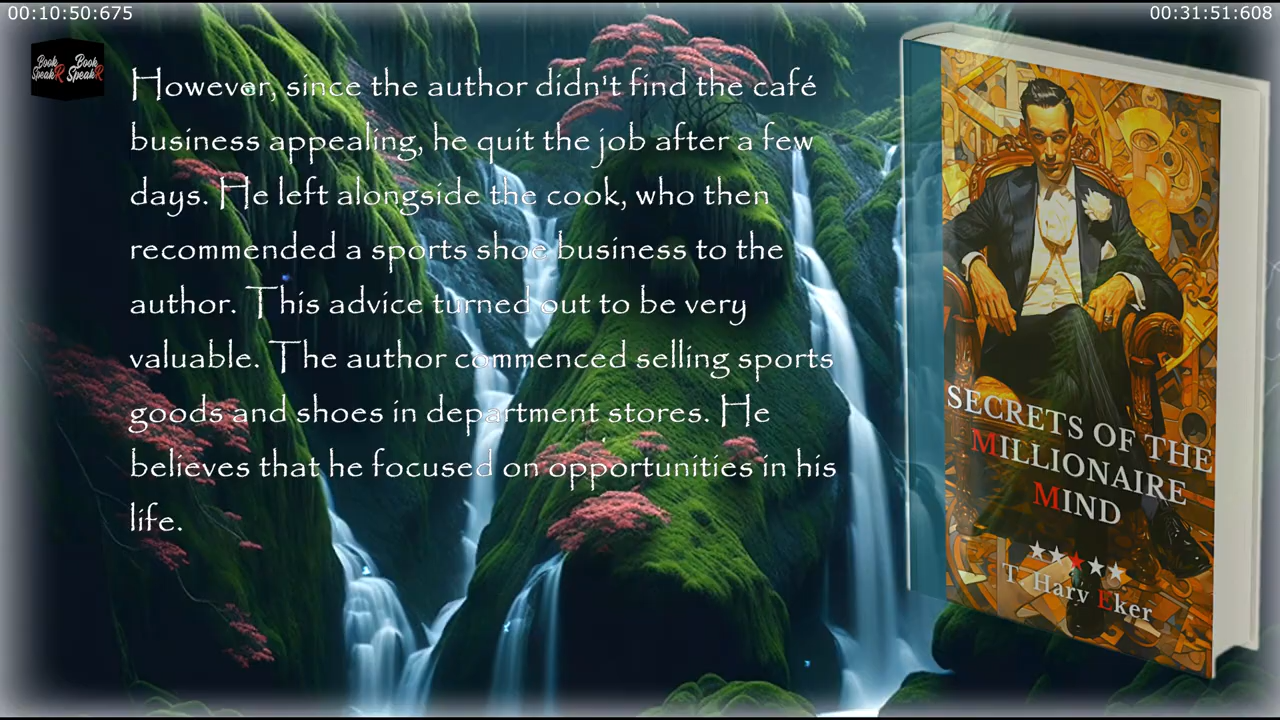 00:10:50:675
00:31:51:608
Book Book
SpeakR SpeakR
However, since the author didn't find the café
business appealing, he quit the job after a few
days. He left alongside the cook, who then
recommended a sports shoe business to the
author. This advice turned out to be very
valuable. The author commenced selling sports
goods and shoes in department stores. He
believes that he focused on opportunities in his
life.
SECRETS OF THE
MILLIONAIRE
MIND
T. Harv Eker